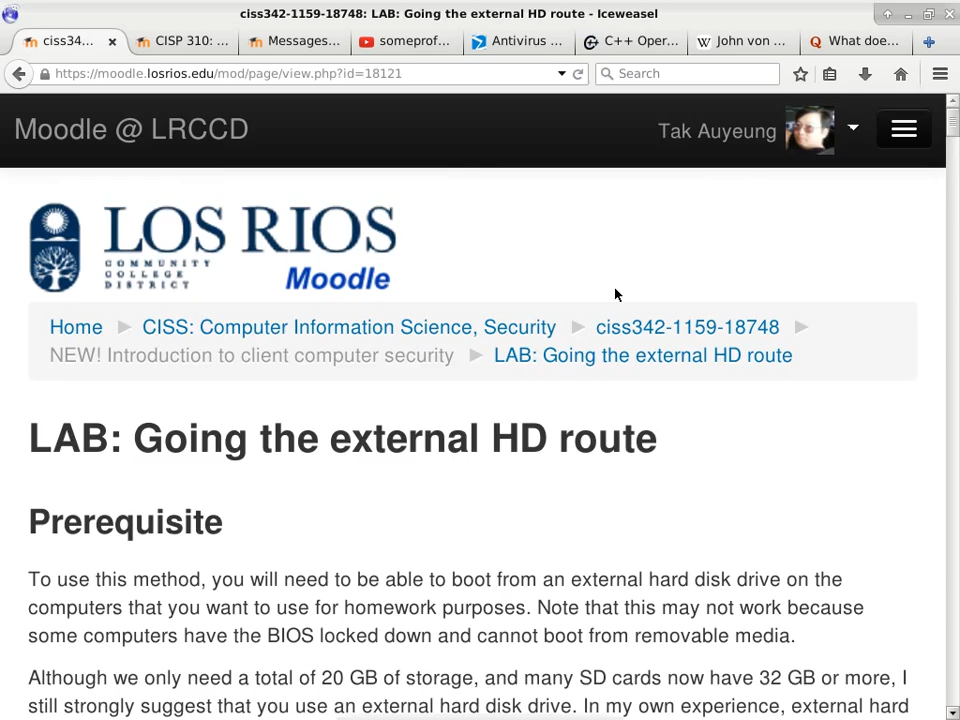 ciss342-1159-18748: LAB: Going the external HD route - Iceweasel
ciss34... CISP 310: ... Messages... someprof... Antivirus ... C++ Oper... John von ... What doe...
https://moodle.losrios.edu/mod/page/view.php?id=18121 Search
Moodle @ LRCCD Tak Auyeung
LOS RIOS
COMMUNITY
COLLEGE
DISTRICT
Moodle
Home CISS: Computer Information Science, Security ciss342-1159-18748
NEW! Introduction to client computer security LAB: Going the external HD route
LAB: Going the external HD route
Prerequisite
To use this method, you will need to be able to boot from an external hard disk drive on the
computers that you want to use for homework purposes. Note that this may not work because
some computers have the BIOS locked down and cannot boot from removable media.
Although we only need a total of 20 GB of storage, and many SD cards now have 32 GB or more, I
still strongly suggest that you use an external hard disk drive. In my own experience, external hard